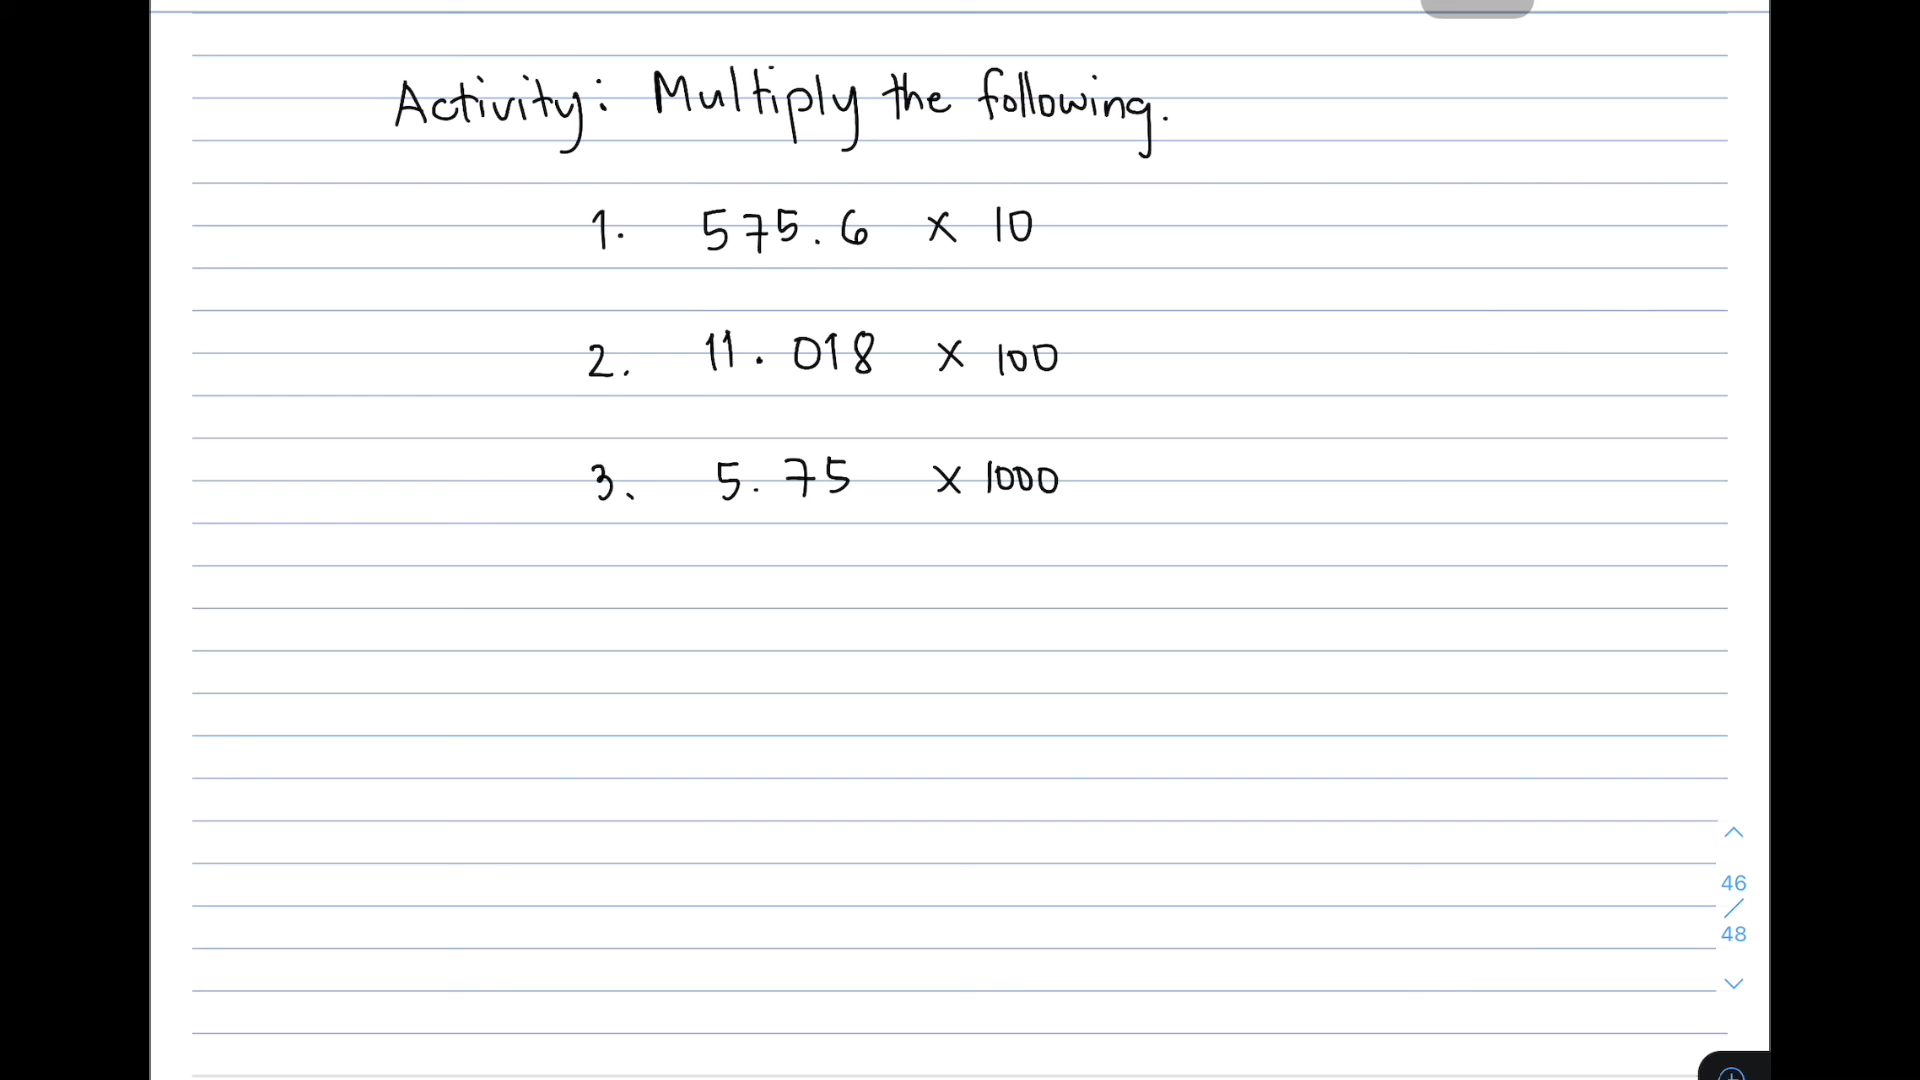 Activity: Multiply the following.
1. 575.6 x 10
2. 11.018 x 100
3. 5.75 x 1000
46
/
48